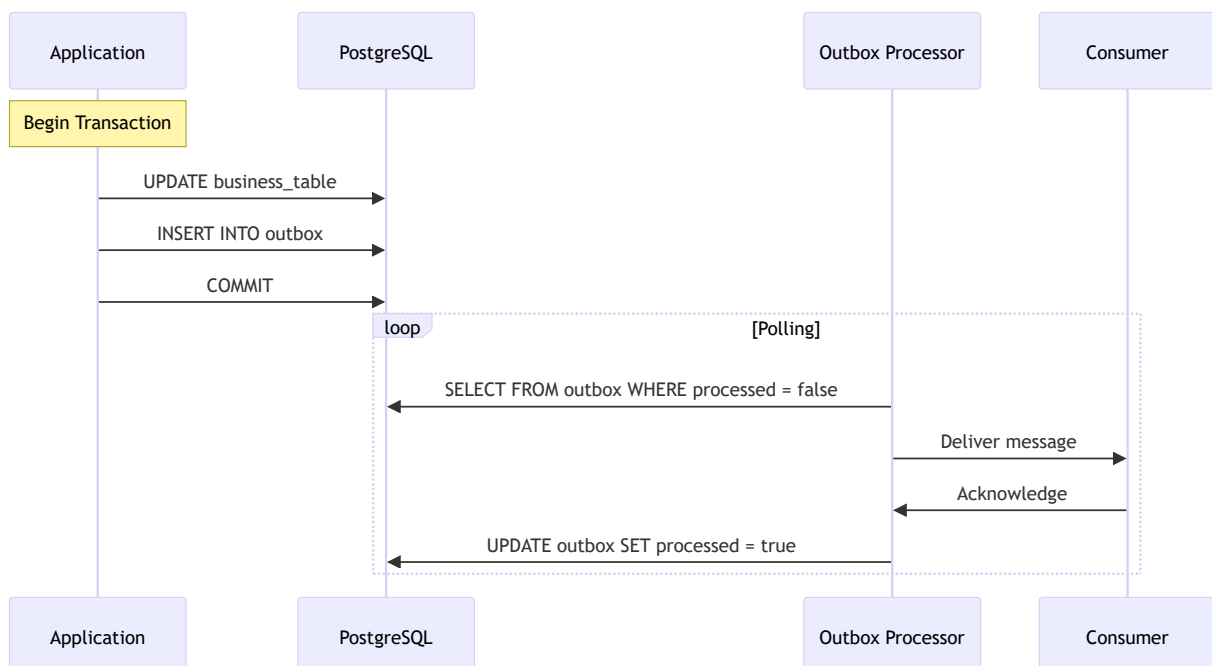 Application
PostgreSQL
Outbox Processor
Consumer
Begin Transaction
UPDATE business_table
INSERT INTO outbox
COMMIT
loop
[Polling]
SELECT FROM outbox WHERE processed = false
Deliver message
Acknowledge
UPDATE outbox SET processed = true
Application
PostgreSQL
Outbox Processor
Consumer